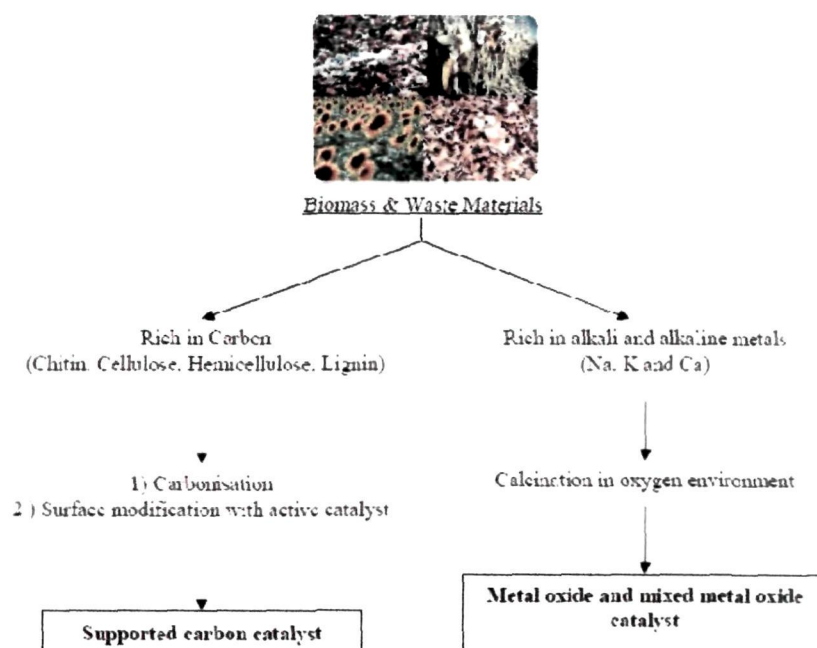 Biomass & Waste Materials
Rich in Carbon
(Chitin, Cellulose, Hemicellulose, Lignin)
Rich in alkali and alkaline metals
(Na, K and Ca)
1) Carbonisation
2 ) Surface modification with active catalyst
Calcination in oxygen environment
Supported carbon catalyst
Metal oxide and mixed metal oxide
catalyst